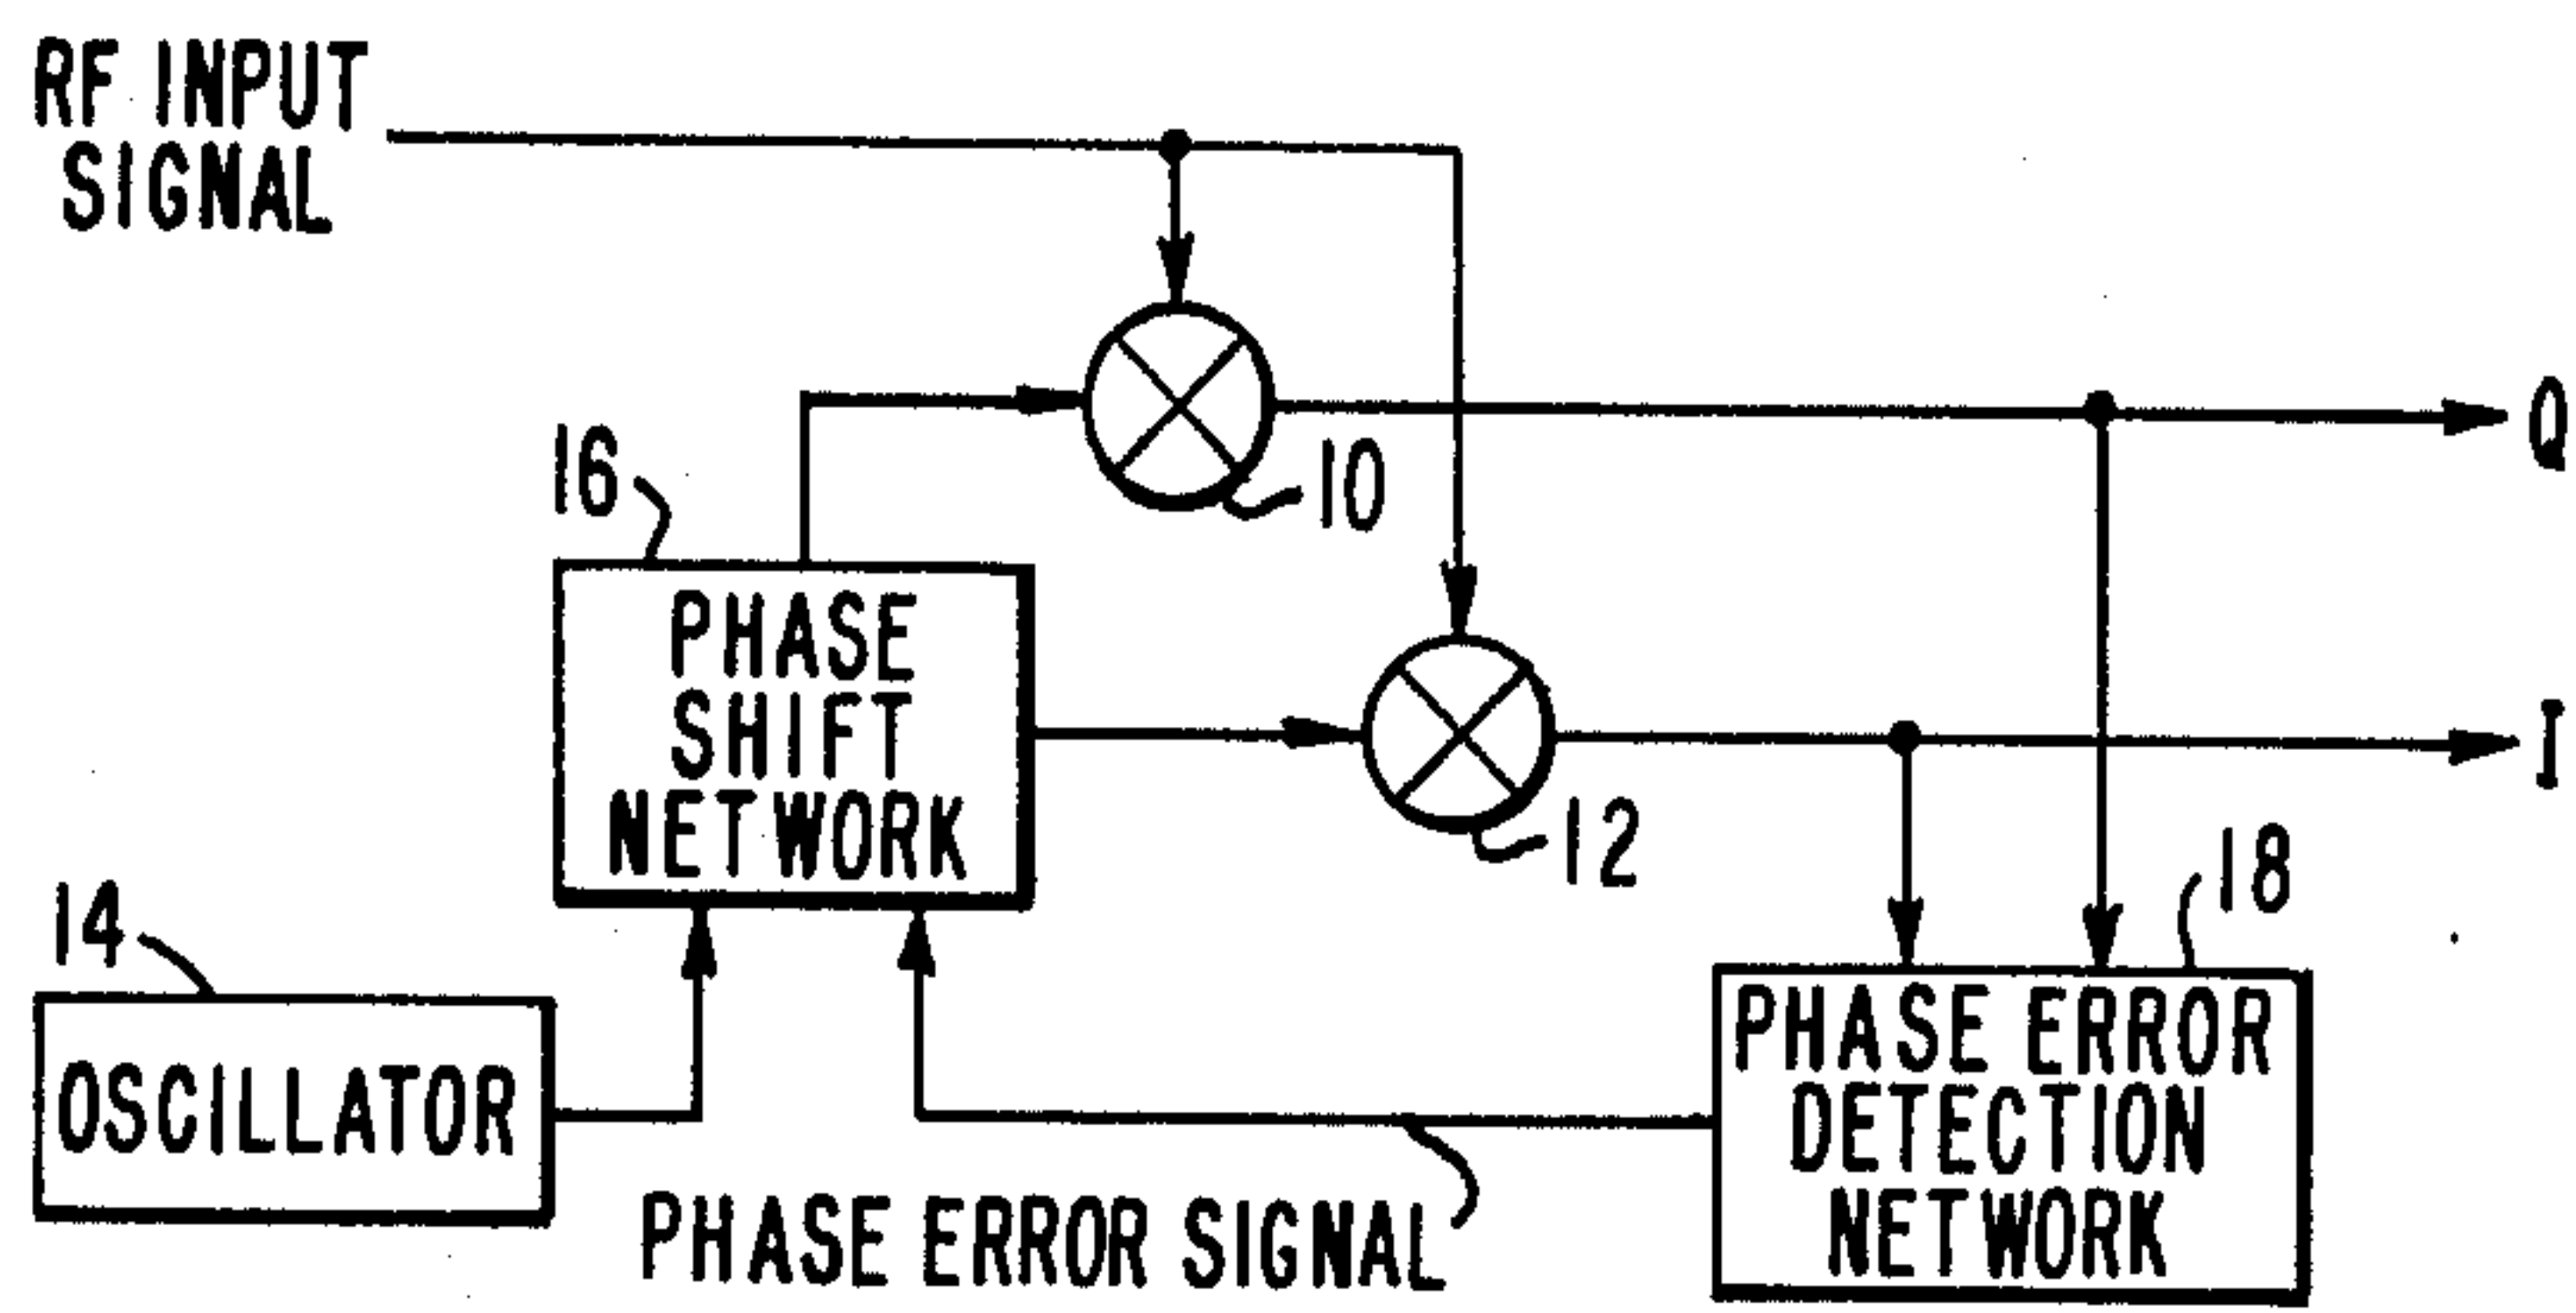 RF INPUT
SIGNAL
Q
16
10
PHASE
SHIFT
NETWORK
I
12
18
14
OSCILLATOR
PHASE ERROR
DETECTION
NETWORK
PHASE ERROR SIGNAL